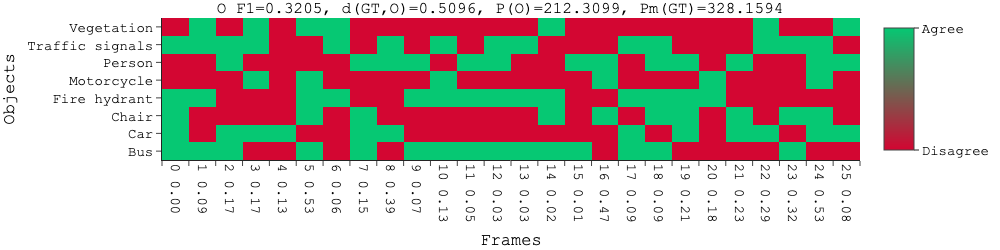 O F1=0.3205, d(GT,O)=0.5096, P(O)=212.3099, Pm(GT)=328.1594
Objects
Vegetation
Traffic signals
Person
Motorcycle
Fire hydrant
Chair
Car
Bus
0 0.00
1 0.09
2 0.17
3 0.17
4 0.13
5 0.53
6 0.06
7 0.15
8 0.39
9 0.07
10 0.13
11 0.05
12 0.03
13 0.03
14 0.02
15 0.01
16 0.47
17 0.09
18 0.09
19 0.21
20 0.18
21 0.23
22 0.29
23 0.32
24 0.53
25 0.08
Frames
Agree
Disagree